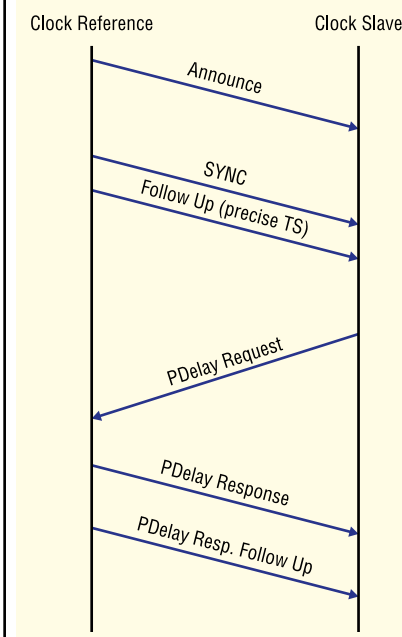 Clock Reference
Clock Slave
Announce
SYNC
Follow Up (precise TS)
PDelay Request
PDelay Response
PDelay Resp. Follow Up